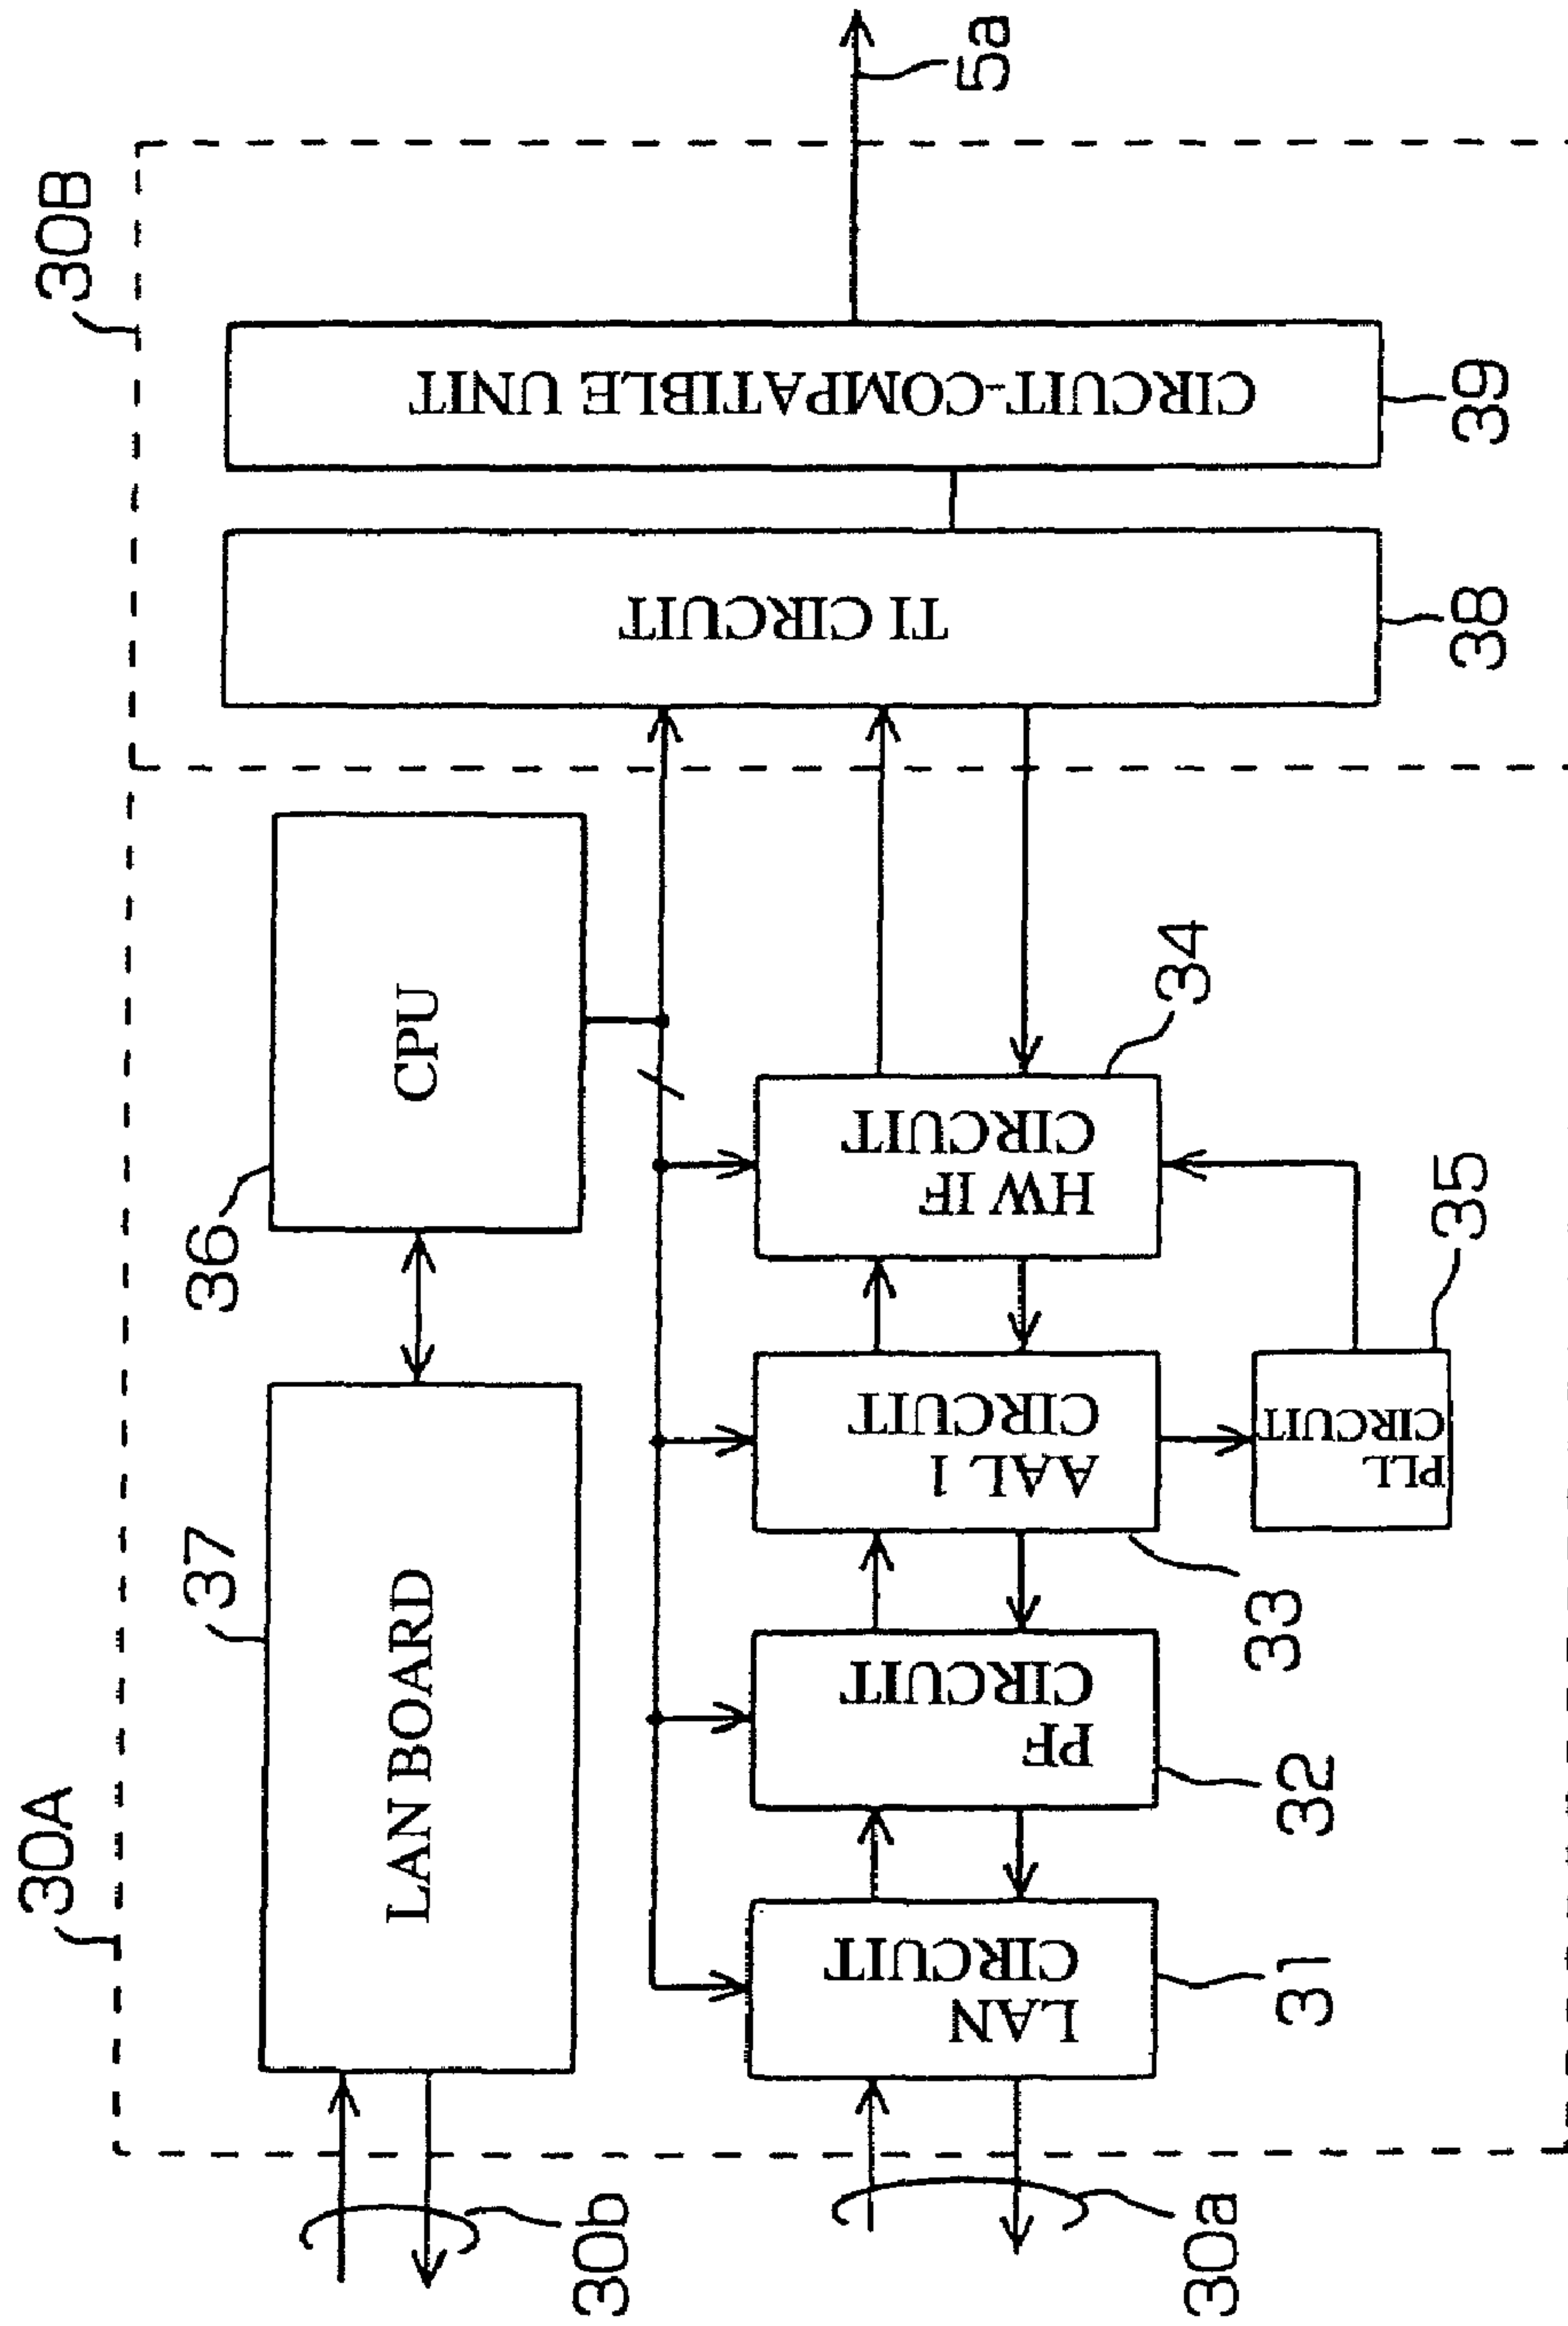 30A
30B
37
LAN BOARD
36
CPU
30b
30a
LAN
CIRCUIT
31
PF
CIRCUIT
32
AAL 1
CIRCUIT
33
HW IF
CIRCUIT
34
PLL
CIRCUIT
35
T1 CIRCUIT
38
CIRCUIT-COMPATIBLE UNIT
39
5a